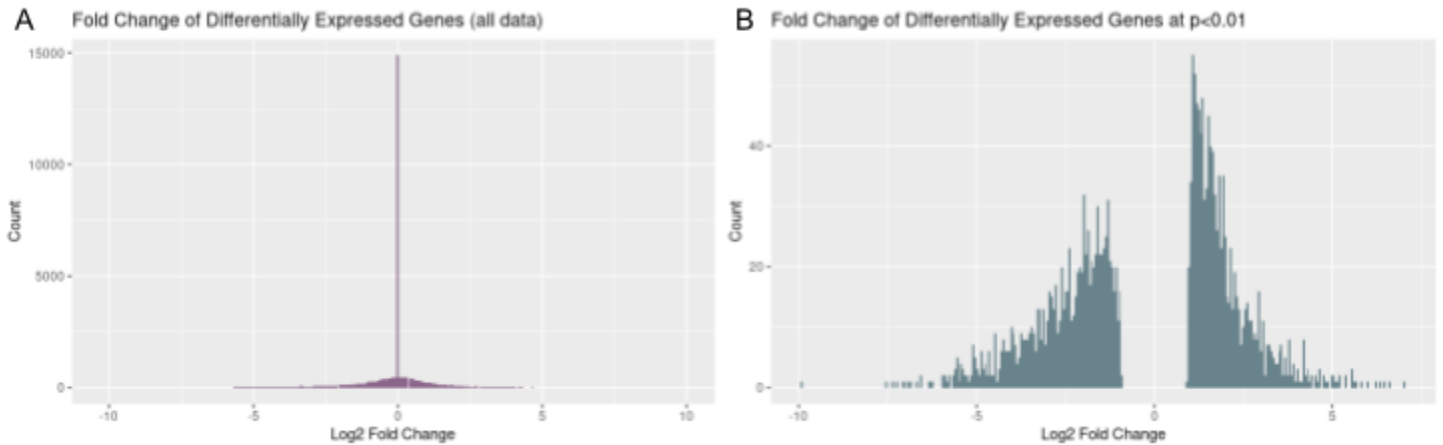 A
Fold Change of Differentially Expressed Genes (all data)
15000
10000
5000
0
Count
-10
-5
0
5
10
Log2 Fold Change
B
Fold Change of Differentially Expressed Genes at p<0.01
40
20
0
Count
-10
-5
0
5
Log2 Fold Change